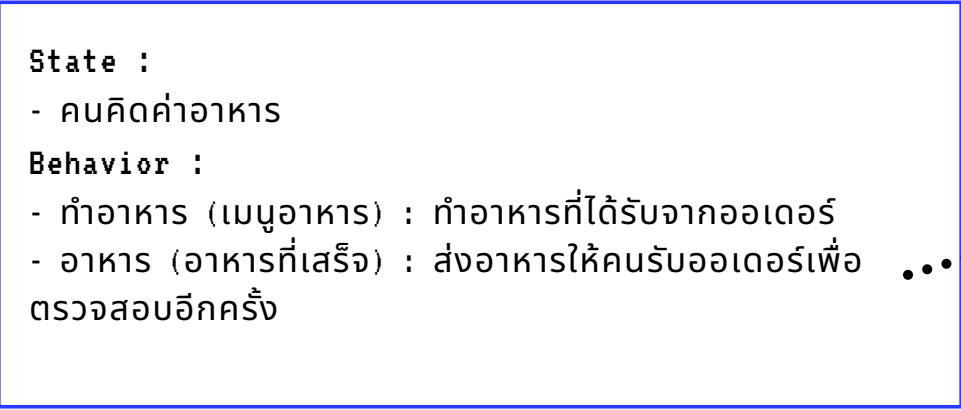 State :
- คนคิดค่าอาหาร
Behavior :
- ทำอาหาร (เมนูอาหาร) : ทำอาหารที่ได้รับจากออเดอร์
- อาหาร (อาหารที่เสร็จ) : ส่งอาหารให้คนรับออเดอร์เพื่อ
ตรวจสอบอีกครั้ง